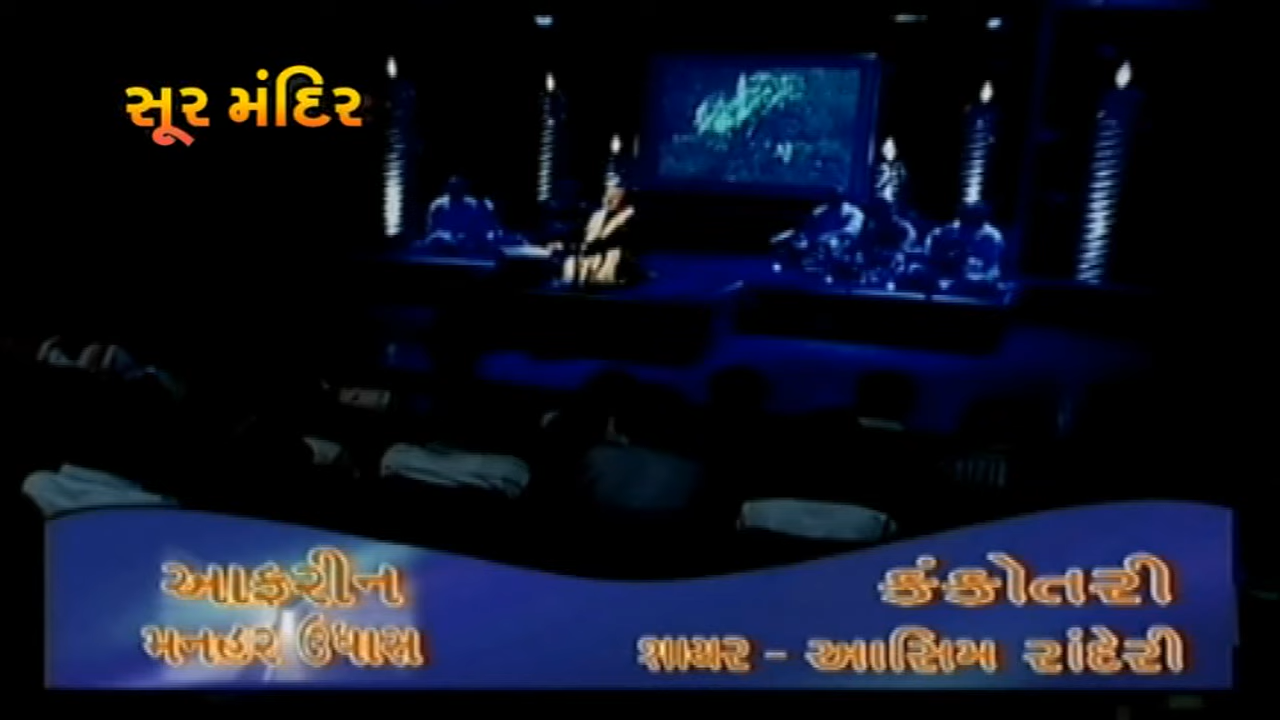 સૂર મંદિર
આફરીન
મનહર ઉધાસ
કંકોતરી
શાયર - આસિમ રાંદેરી